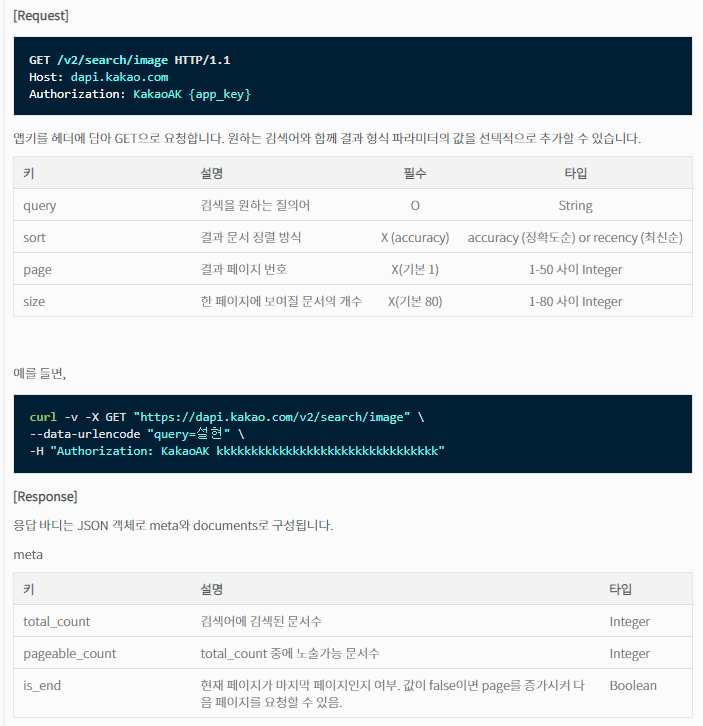 [Request]
GET /v2/search/image HTTP/1.1
Host: dapi.kakao.com
Authorization: KakaoAK {app_key}
앱키를 헤더에 담아 GET으로 요청합니다. 원하는 검색어와 함께 결과 형식 파라미터의 값을 선택적으로 추가할 수 있습니다.
키 설명 필수 타입
query 검색을 원하는 질의어 O String
sort 결과 문서 정렬 방식 X (accuracy) accuracy (정확도순) or recency (최신순)
page 결과 페이지 번호 X(기본 1) 1-50 사이 Integer
size 한 페이지에 보여질 문서의 개수 X(기본 80) 1-80 사이 Integer
예를 들면,
curl -v -X GET "https://dapi.kakao.com/v2/search/image" \
--data-urlencode "query=설현" \
-H "Authorization: KakaoAK kkkkkkkkkkkkkkkkkkkkkkkkkkkkkkkk"
[Response]
응답 바디는 JSON 객체로 meta와 documents로 구성됩니다.
meta
키 설명 타입
total_count 검색어에 검색된 문서수 Integer
pageable_count total_count 중에 노출가능 문서수 Integer
is_end 현재 페이지가 마지막 페이지인지 여부. 값이 false이면 page를 증가시켜 다 Boolean
음 페이지를 요청할 수 있음.